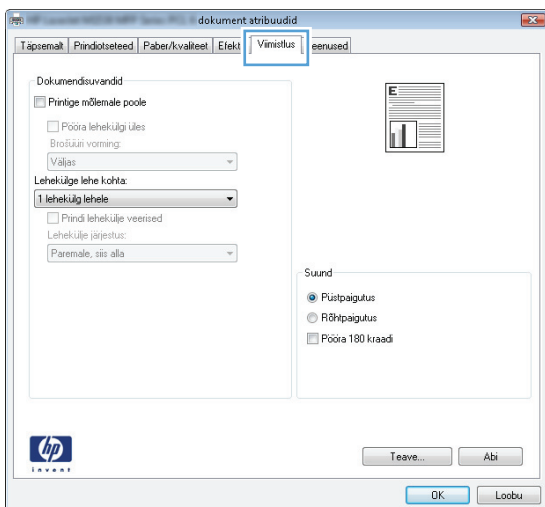 dokument atribuudid
Täpsemalt Prindiotseteed Paber/kvaliteet Efekt Viimistlus eenused
Dokumendisuvandid
Printige mõlemale poole
Pööra lehekülgi üles
Brošüüri vorming:
Väljas
Lehekülge lehe kohta:
1 lehekülg lehele
Prindi lehekülje veerised
Lehekülje järjestus:
Paremale, siis alla
E
Suund
Püstpaigutus
Rõhtpaigutus
Pööra 180 kraadi
hp
invent
Teave... Abi
OK Loobu